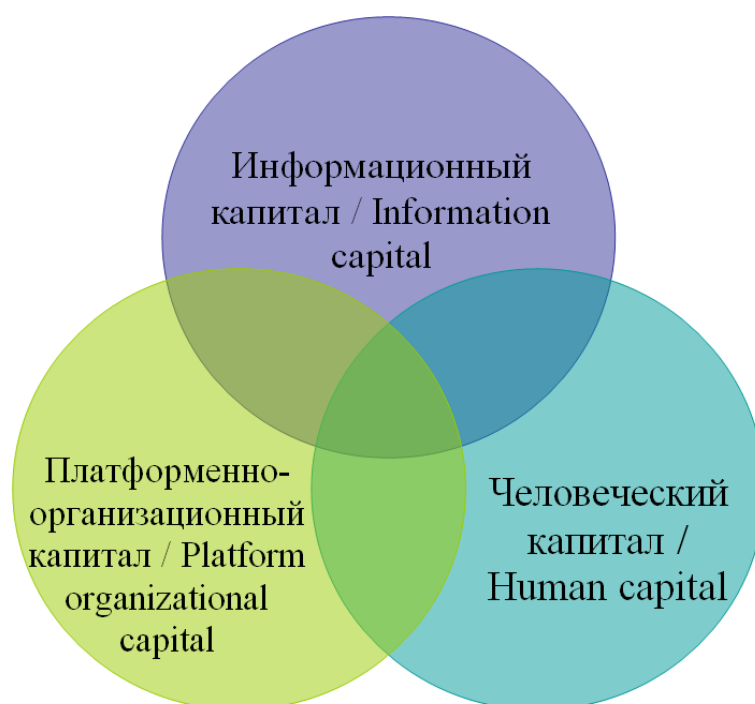 Информационный
капитал / Information
capital
Платформенно-
организационный
капитал / Platform
organizational
capital
Человеческий
капитал /
Human capital